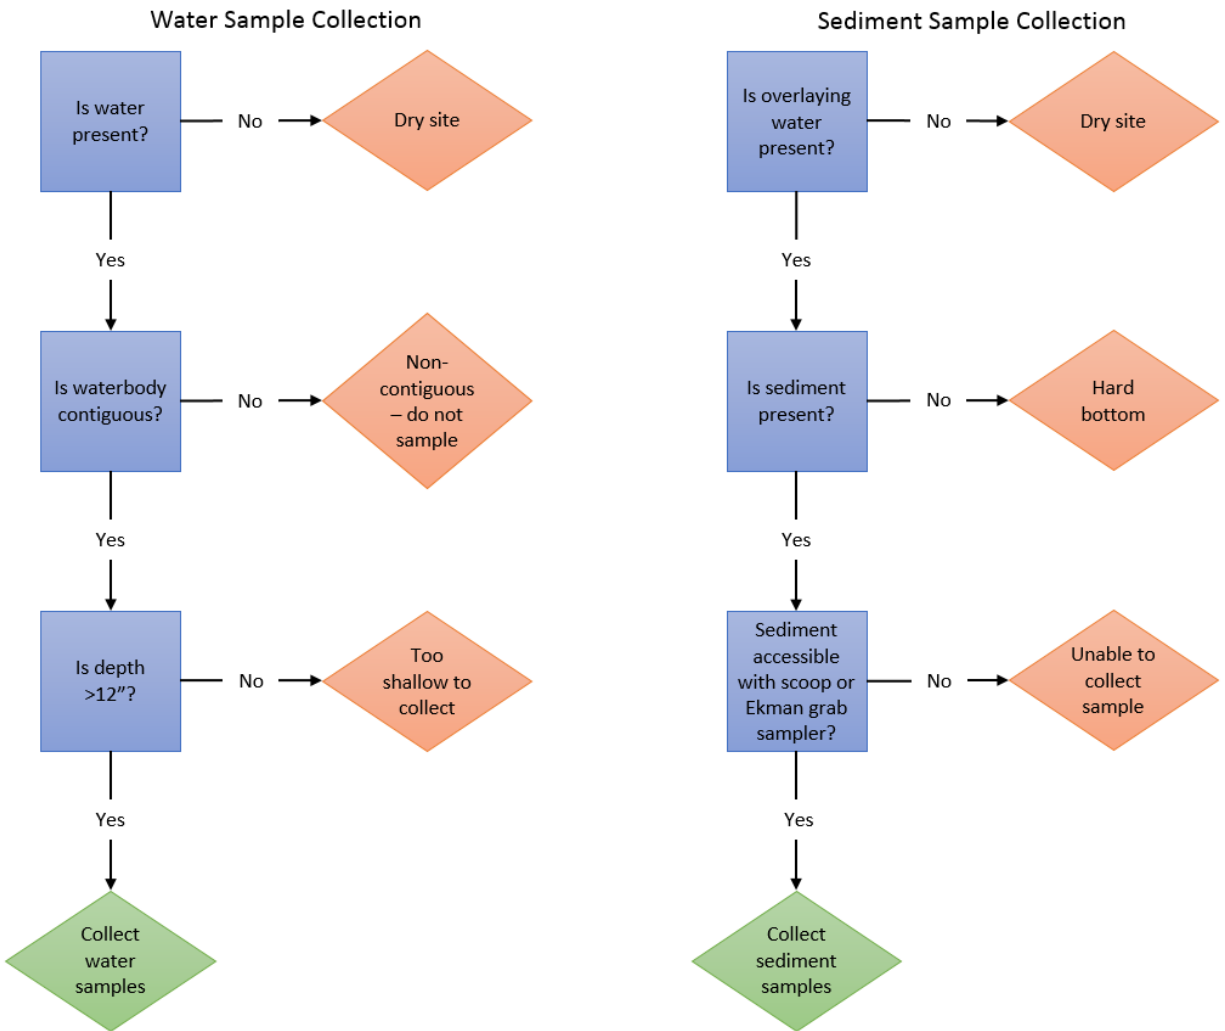 Water Sample Collection
Is water
present?
No
Dry site
Yes
Is waterbody
contiguous?
No
Non-
contiguous
– do not
sample
Yes
Is depth
>12”?
No
Too
shallow to
collect
Yes
Collect
water
samples
Sediment Sample Collection
Is overlaying
water
present?
No
Dry site
Yes
Is sediment
present?
No
Hard
bottom
Yes
Sediment
accessible
with scoop or
Ekman grab
sampler?
No
Unable to
collect
sample
Yes
Collect
sediment
samples